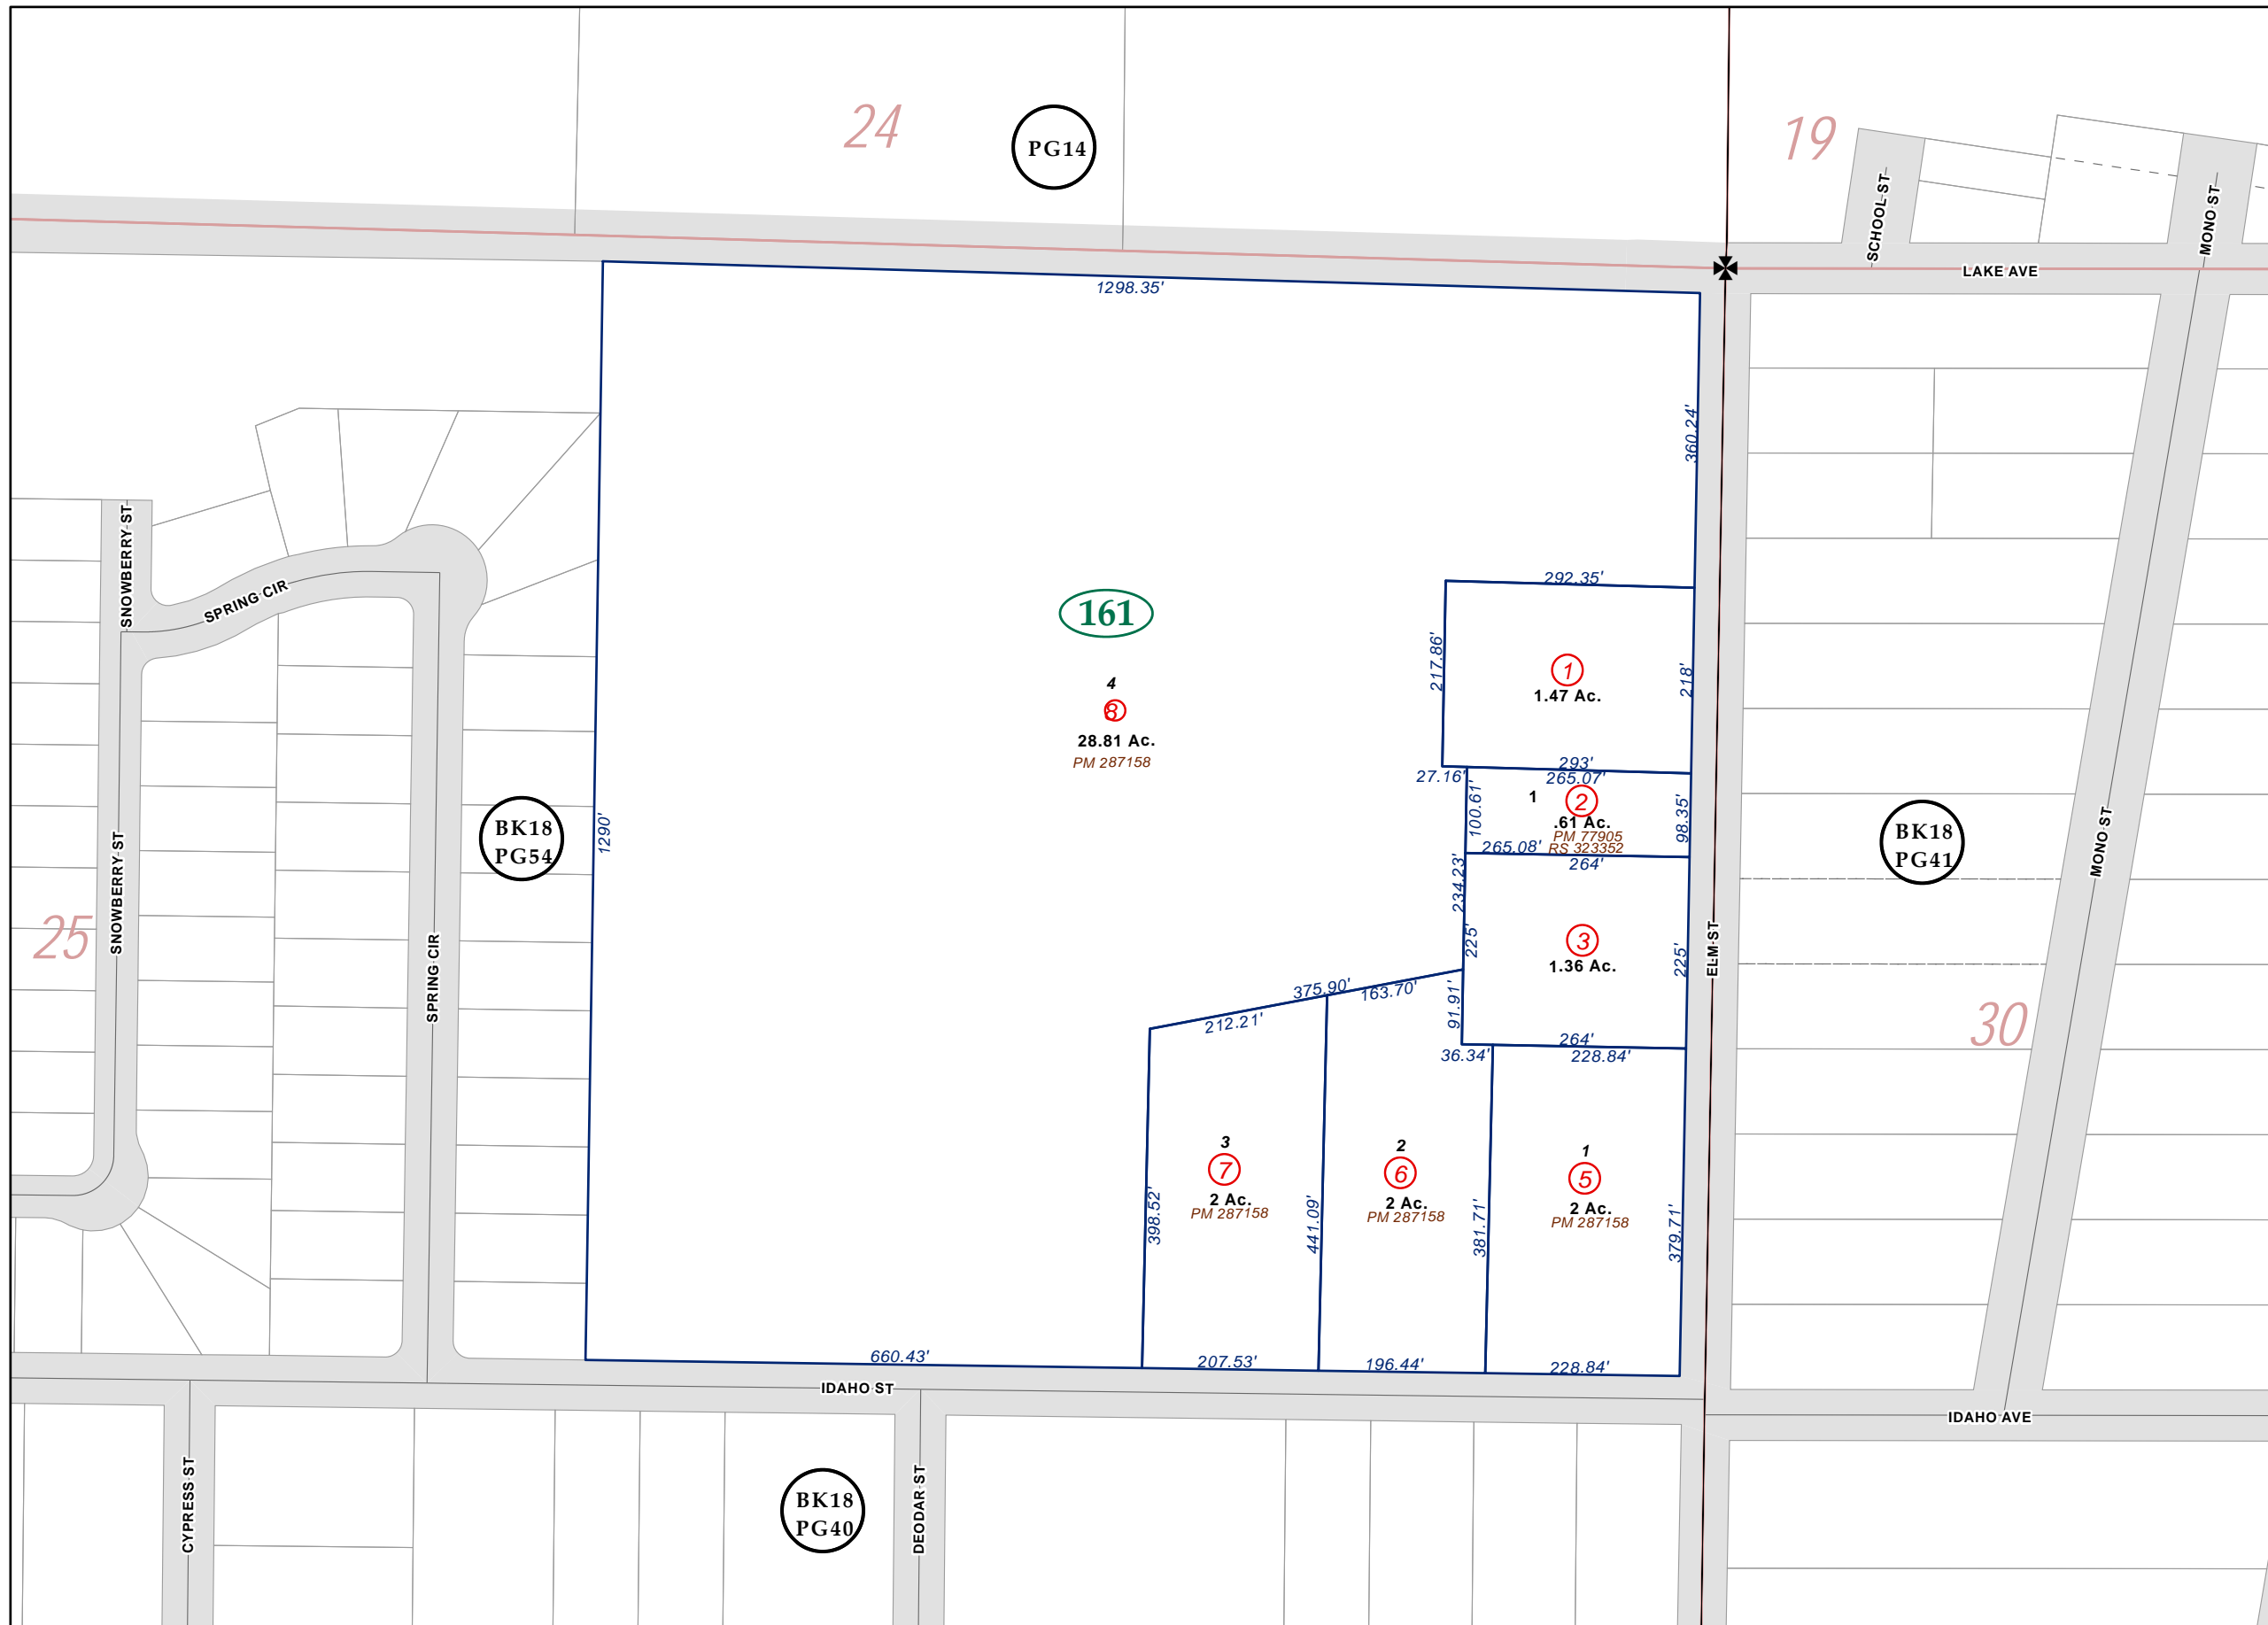 24
PG14
19
SCHOOL ST
MONO ST
LAKE AVE
1298.35'
360.24'
SNOWBERRY ST
SPRING CIR
292.35'
161
217.86'
1
1.47 Ac.
218'
4
8
28.81 Ac.
PM 287158
293'
27.16'
265.07'
100.61'
1
2
.61 Ac.
PM 77905
RS 323352
98.35'
265.08'
264'
BK18
PG54
1290'
BK18
PG41
MONO ST
SNOWBERRY ST
25
SPRING CIR
234.23'
225'
3
1.36 Ac.
225'
ELM ST
375.90'
163.70'
212.21'
91.91'
264'
36.34'
228.84'
30
3
7
2 Ac.
PM 287158
2
6
2 Ac.
PM 287158
1
5
2 Ac.
PM 287158
398.52'
441.09'
381.71'
379.71'
660.43'
207.53'
196.44'
228.84'
IDAHO ST
IDAHO AVE
CYPRESS ST
BK18
PG40
DEODAR ST